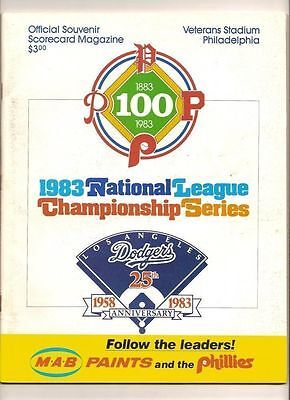 Official Souvenir
Scorecard Magazine
$3.00
Veterans Stadium
Philadelphia
P
1883
P 100 P
1983
P
1983 National League
Championship Series
LOS ANGELES
Dodgers
25th
1958 1983
ANNIVERSARY
Follow the leaders!
M·A·B PAINTS and the Phillies